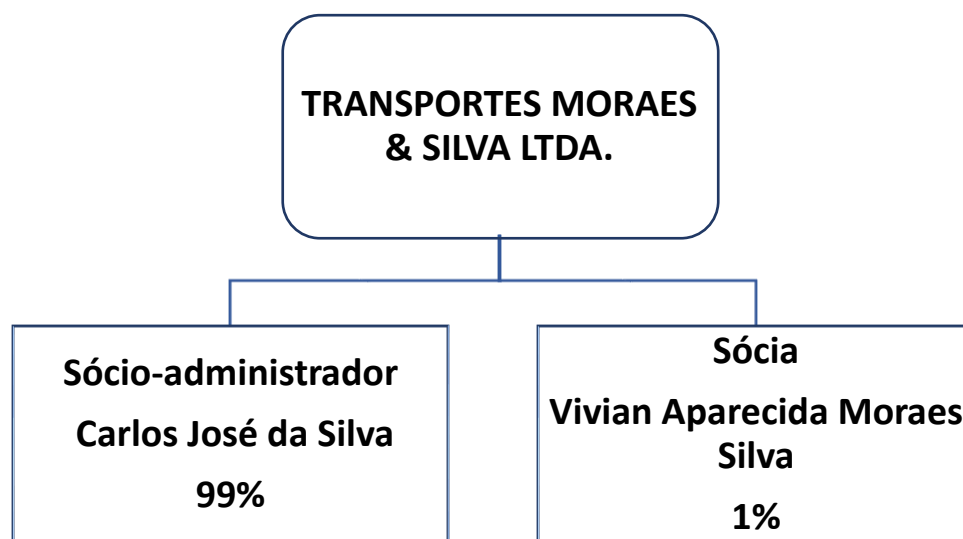 TRANSPORTES MORAES
& SILVA LTDA.
Sócio-administrador
Carlos José da Silva
99%
Sócia
Vivian Aparecida Moraes
Silva
1%